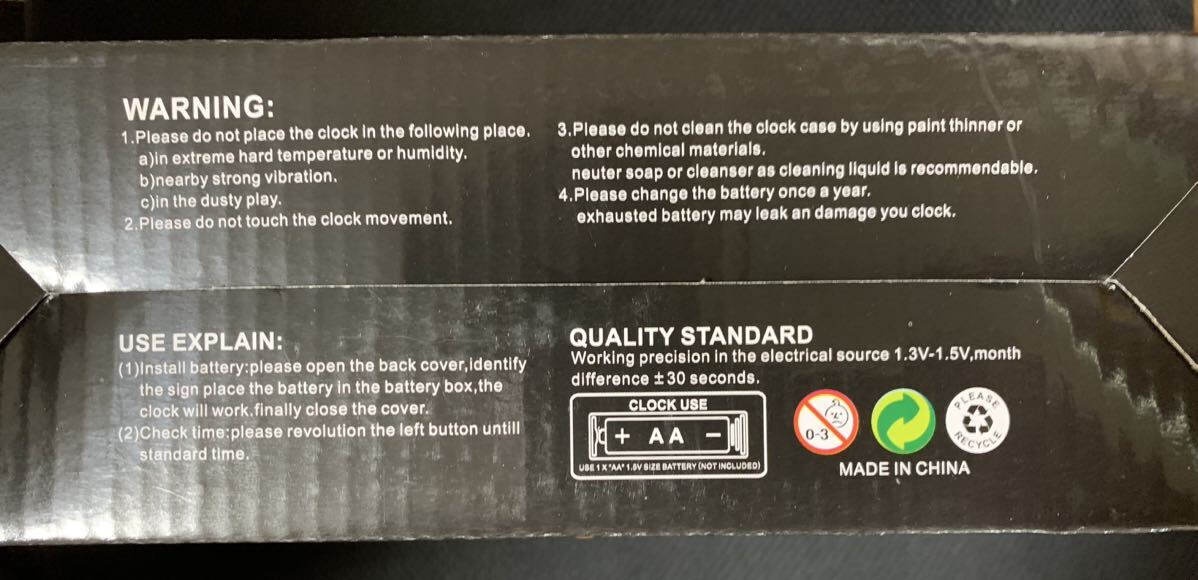 WARNING:
1.Please do not place the clock in the following place.
a)in extreme hard temperature or humidity.
b)nearby strong vibration.
c)in the dusty play.
2.Please do not touch the clock movement.
3.Please do not clean the clock case by using paint thinner or
other chemical materials.
neuter soap or cleanser as cleaning liquid is recommendable.
4.Please change the battery once a year.
exhausted battery may leak an damage you clock.
USE EXPLAIN:
(1)Install battery:please open the back cover,identify
the sign place the battery in the battery box,the
clock will work.finally close the cover.
(2)Check time:please revolution the left button untill
standard time.
QUALITY STANDARD
Working precision in the electrical source 1.3V-1.5V,month
difference ±30 seconds.
CLOCK USE
+ AA −
USE 1 X "AA" 1.5V SIZE BATTERY (NOT INCLUDED)
0-3
PLEASE
RECYCLE
MADE IN CHINA